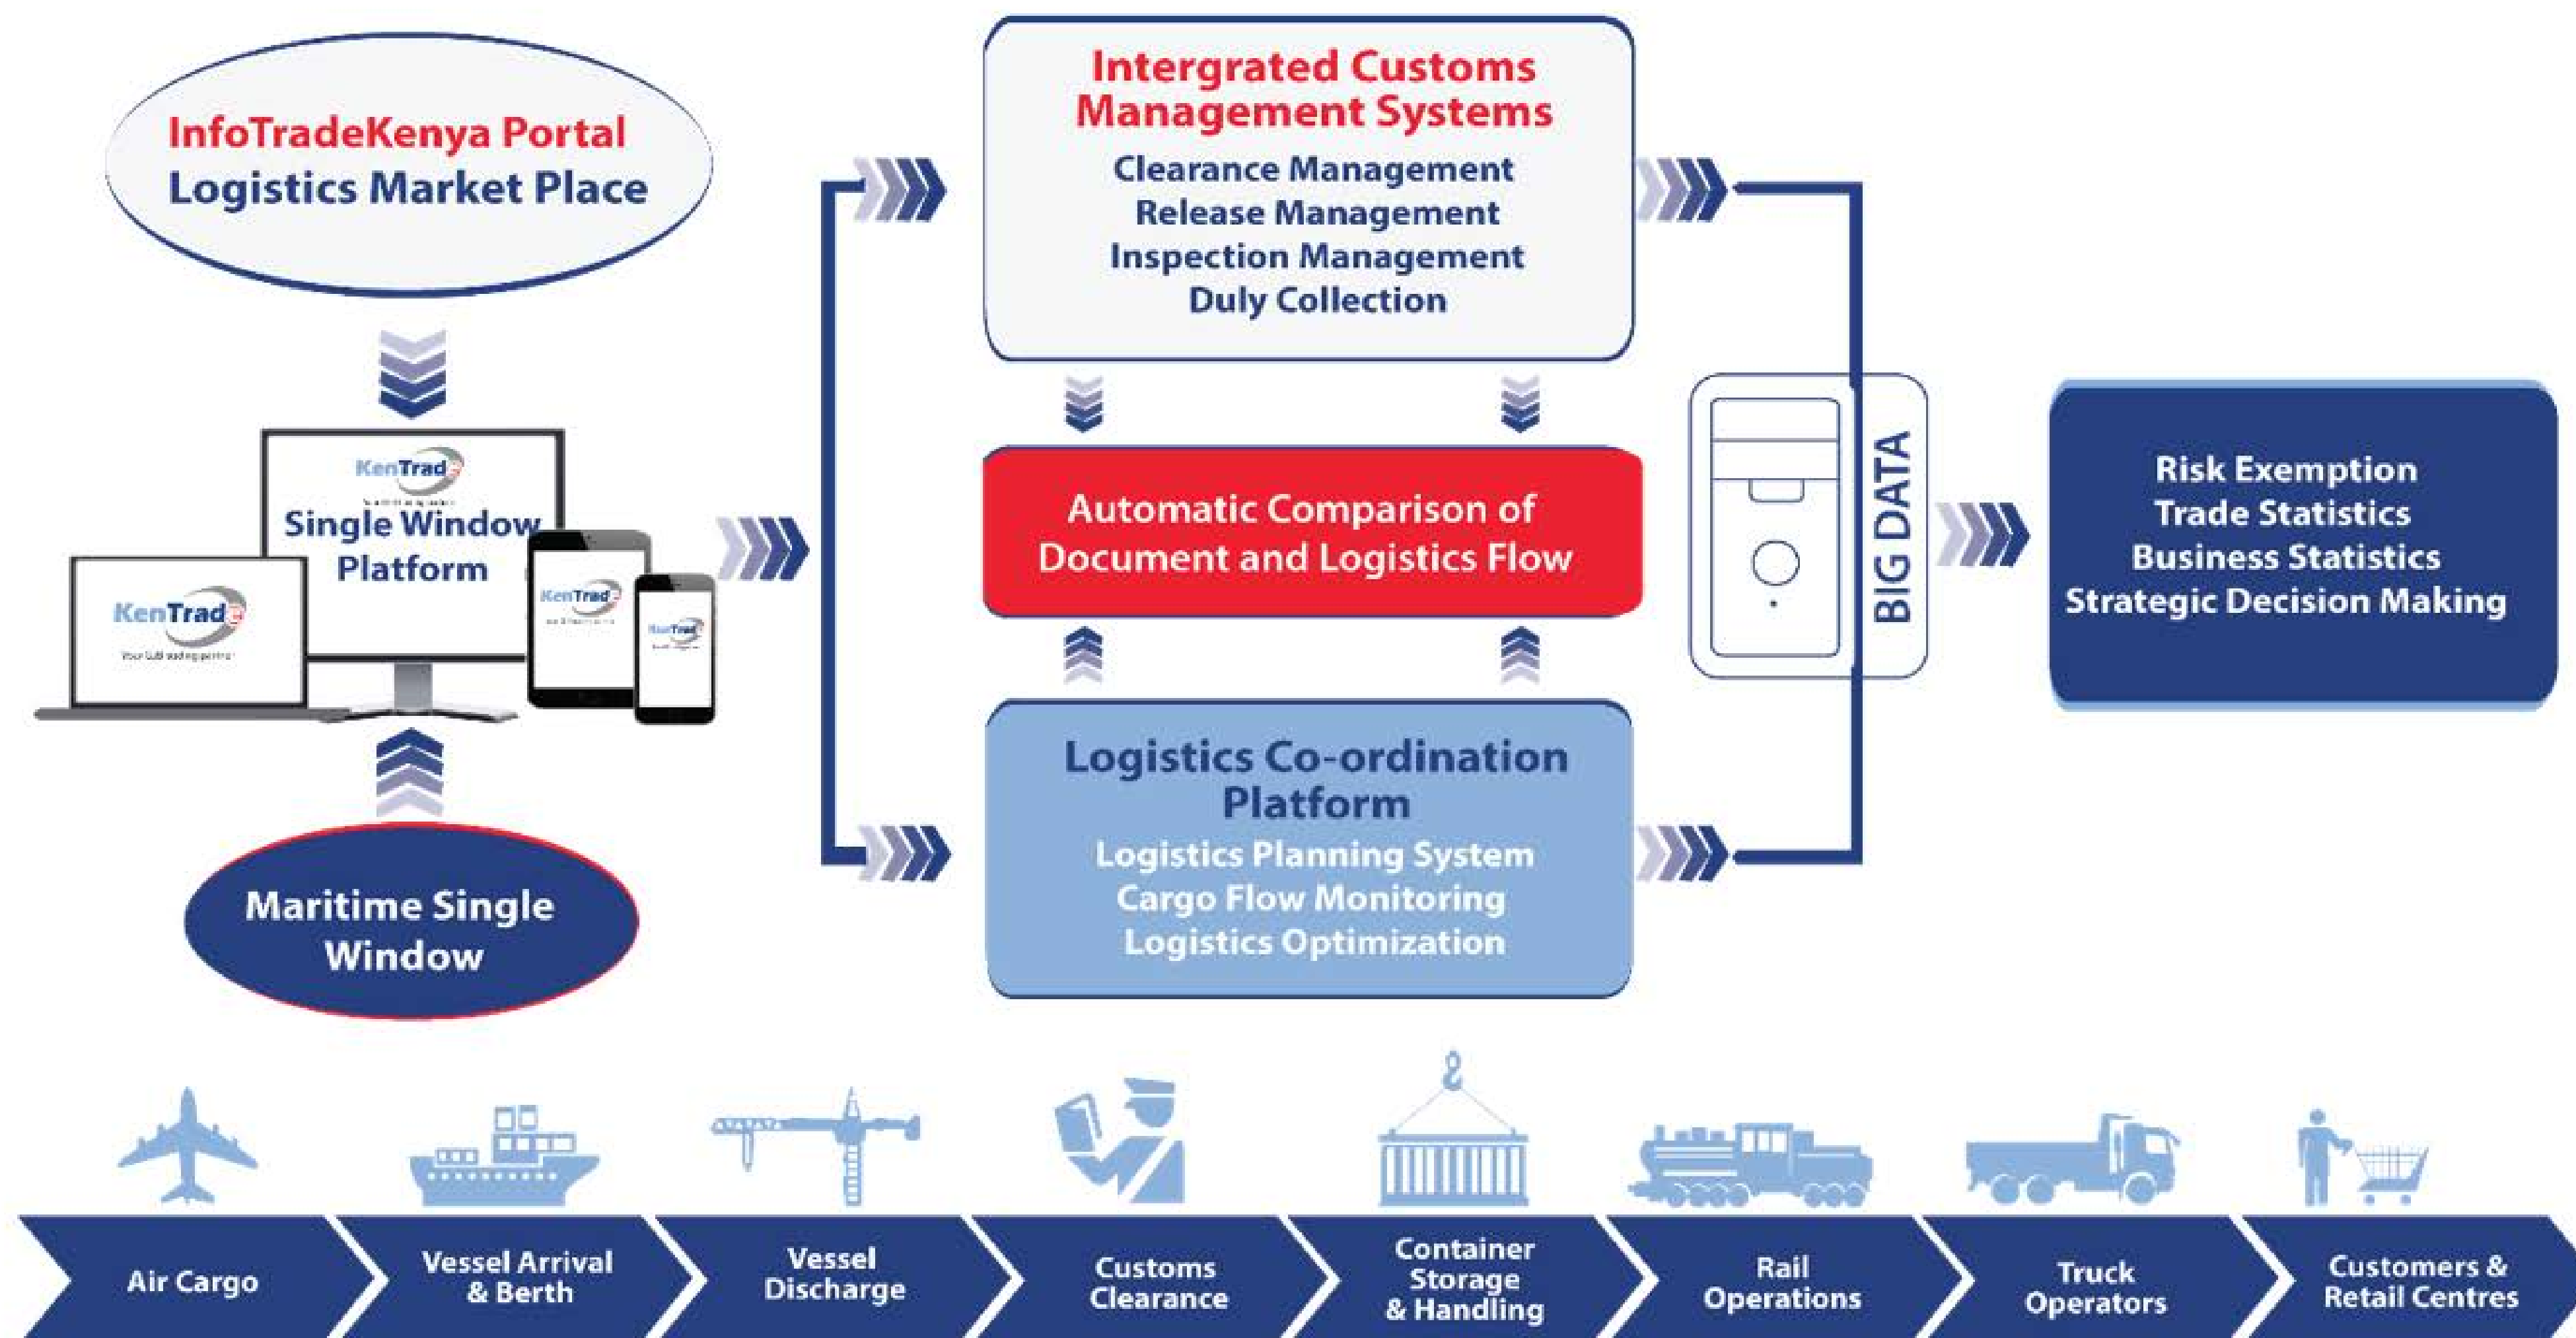 InfoTradeKenya Portal
Logistics Market Place
KenTrade
Single Window
Platform
KenTrade
KenTrade
KenTrade
Maritime Single
Window
Intergrated Customs
Management Systems
Clearance Management
Release Management
Inspection Management
Duly Collection
Automatic Comparison of
Document and Logistics Flow
Logistics Co-ordination
Platform
Logistics Planning System
Cargo Flow Monitoring
Logistics Optimization
BIG DATA
Risk Exemption
Trade Statistics
Business Statistics
Strategic Decision Making
Air Cargo
Vessel Arrival
& Berth
Vessel
Discharge
Customs
Clearance
Container
Storage
& Handling
Rail
Operations
Truck
Operators
Customers &
Retail Centres